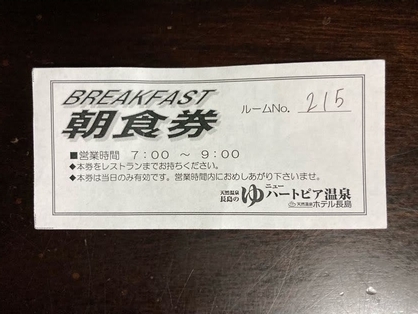 BREAKFAST
朝食券
ルームNo. 215
■営業時間 7:00 ～ 9:00
◆本券をレストランまでお持ちください。
◆本券は当日のみ有効です。営業時間内におめしあがり下さいませ。
天然温泉 長島の ゆ ニューハートピア温泉
天然温泉 ホテル長島